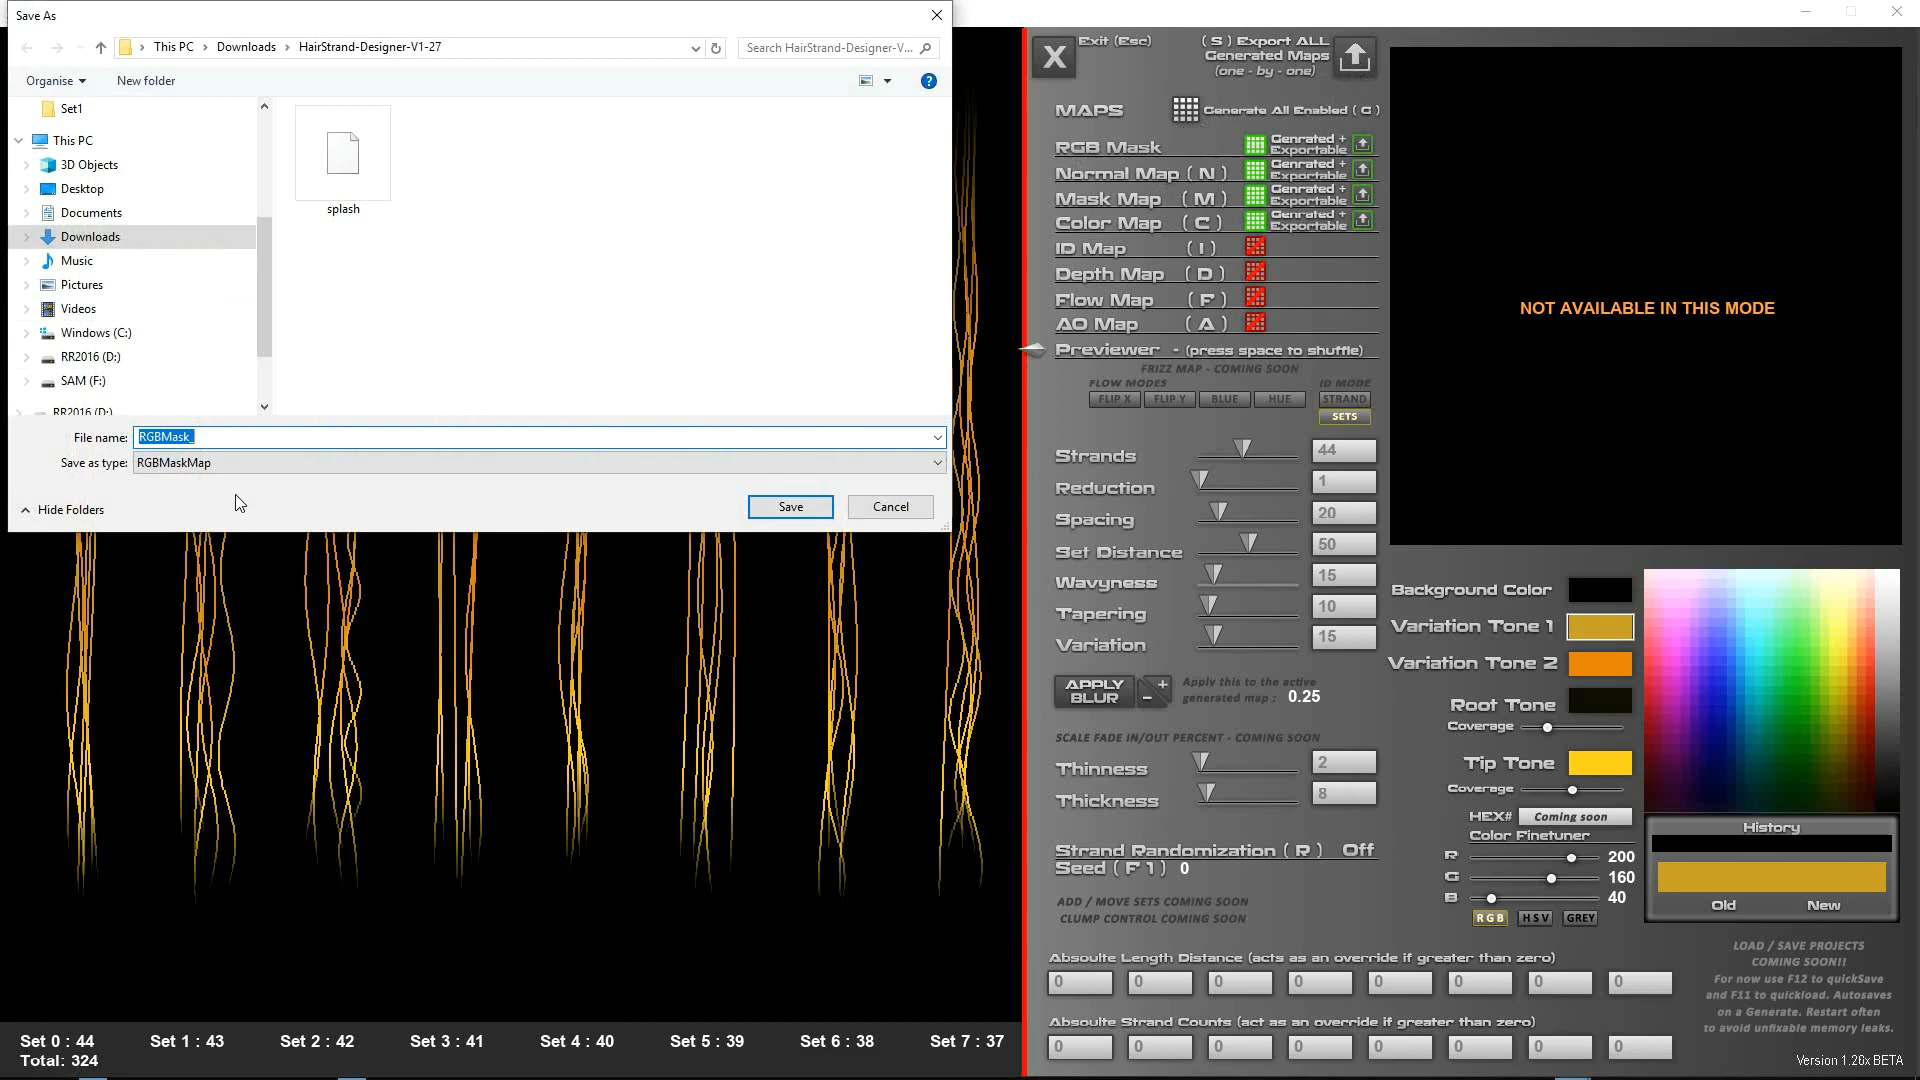 Save As
This PC
Downloads
HairStrand-Designer-V1-27
Search HairStrand-Designer-V...
Organise
New folder
Set1
This PC
3D Objects
Desktop
Documents
Downloads
Music
Pictures
Videos
Windows (C:)
RR2016 (D:)
SAM (F:)
RR2016 (D:)
splash
File name:
RGBMask_
Save as type:
RGBMaskMap
Hide Folders
Save
Cancel
X
Exit (Esc)
( S ) Export ALL
Generated Maps
(one - by - one)
MAPS
Generate All Enabled ( G )
RGB Mask
Genrated +
Exportable
Normal Map ( N )
Genrated +
Exportable
Mask Map ( M )
Genrated +
Exportable
Color Map ( C )
Genrated +
Exportable
ID Map ( I )
Depth Map ( D )
Flow Map ( F )
AO Map ( A )
Previewer - (press space to shuffle)
FRIZZ MAP - COMING SOON
FLOW MODES
ID MODE
FLIP X
FLIP Y
BLUE
HUE
STRAND
SETS
Strands 44
Reduction 1
Spacing 20
Set Distance 50
Wavyness 15
Tapering 10
Variation 15
APPLY
BLUR
- +
Apply this to the active
generated map : 0.25
SCALE FADE IN/OUT PERCENT - COMING SOON
Thinness 2
Thickness 8
Strand Randomization ( R ) Off
Seed ( F1 ) 0
ADD / MOVE SETS COMING SOON
CLUMP CONTROL COMING SOON
NOT AVAILABLE IN THIS MODE
Background Color
Variation Tone 1
Variation Tone 2
Root Tone
Coverage
Tip Tone
Coverage
HEX# Coming soon
Color Finetuner
R 200
G 160
B 40
RGB
HSV
GREY
History
Old
New
Absoulte Length Distance (acts as an override if greater than zero)
0 0 0 0 0 0 0 0
Absoulte Strand Counts (act as an override if greater than zero)
0 0 0 0 0 0 0 0
LOAD / SAVE PROJECTS
COMING SOON!!
For now use F12 to quickSave
and F11 to quickload. Autosaves
on a Generate. Restart often
to avoid unfixable memory leaks.
Version 1.20x BETA
Set 0 : 44
Set 1 : 43
Set 2 : 42
Set 3 : 41
Set 4 : 40
Set 5 : 39
Set 6 : 38
Set 7 : 37
Total: 324